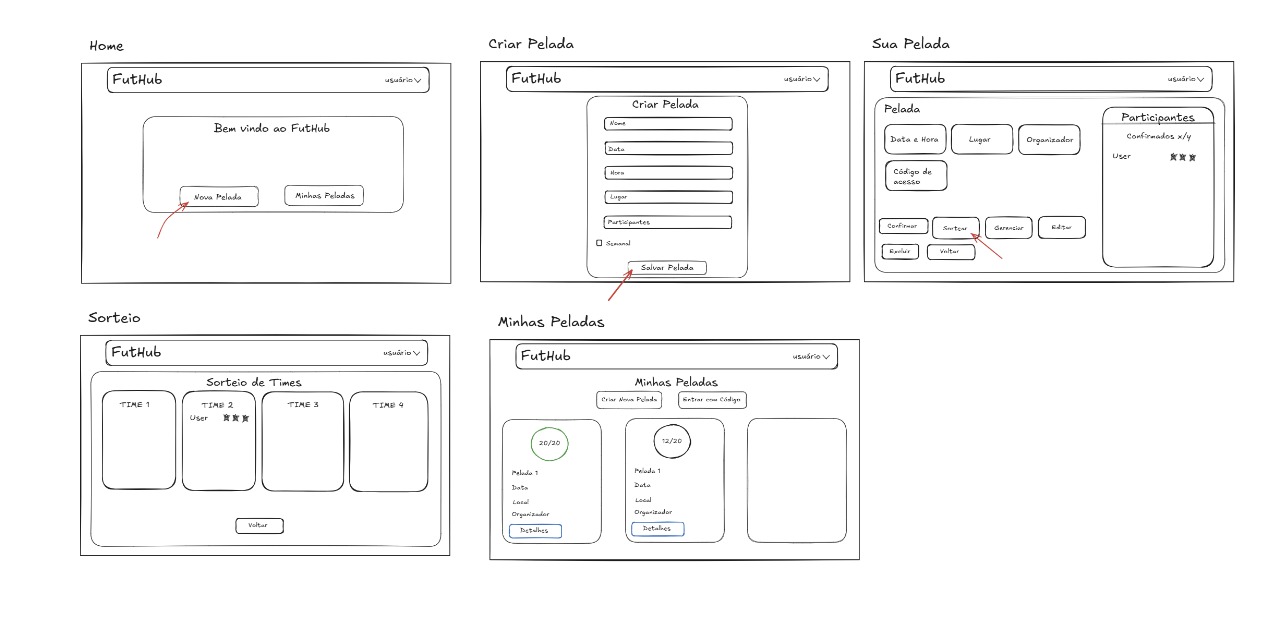 Home
FutHub
usuário
Bem vindo ao FutHub
Nova Pelada
Minhas Peladas
Criar Pelada
FutHub
usuário
Criar Pelada
Nome
Data
Hora
Lugar
Participantes
Semanal
Salvar Pelada
Sua Pelada
FutHub
usuário
Pelada
Data e Hora
Lugar
Organizador
Código de
acesso
Confirmar
Sortear
Gerenciar
Editar
Excluir
Voltar
Participantes
Confirmados x/y
User
Sorteio
FutHub
usuário
Sorteio de Times
TIME 1
TIME 2
User
TIME 3
TIME 4
Voltar
Minhas Peladas
FutHub
usuário
Minhas Peladas
Criar Nova Pelada
Entrar com Código
20/20
Pelada 1
Data
Local
Organizador
Detalhes
12/20
Pelada 1
Data
Local
Organizador
Detalhes